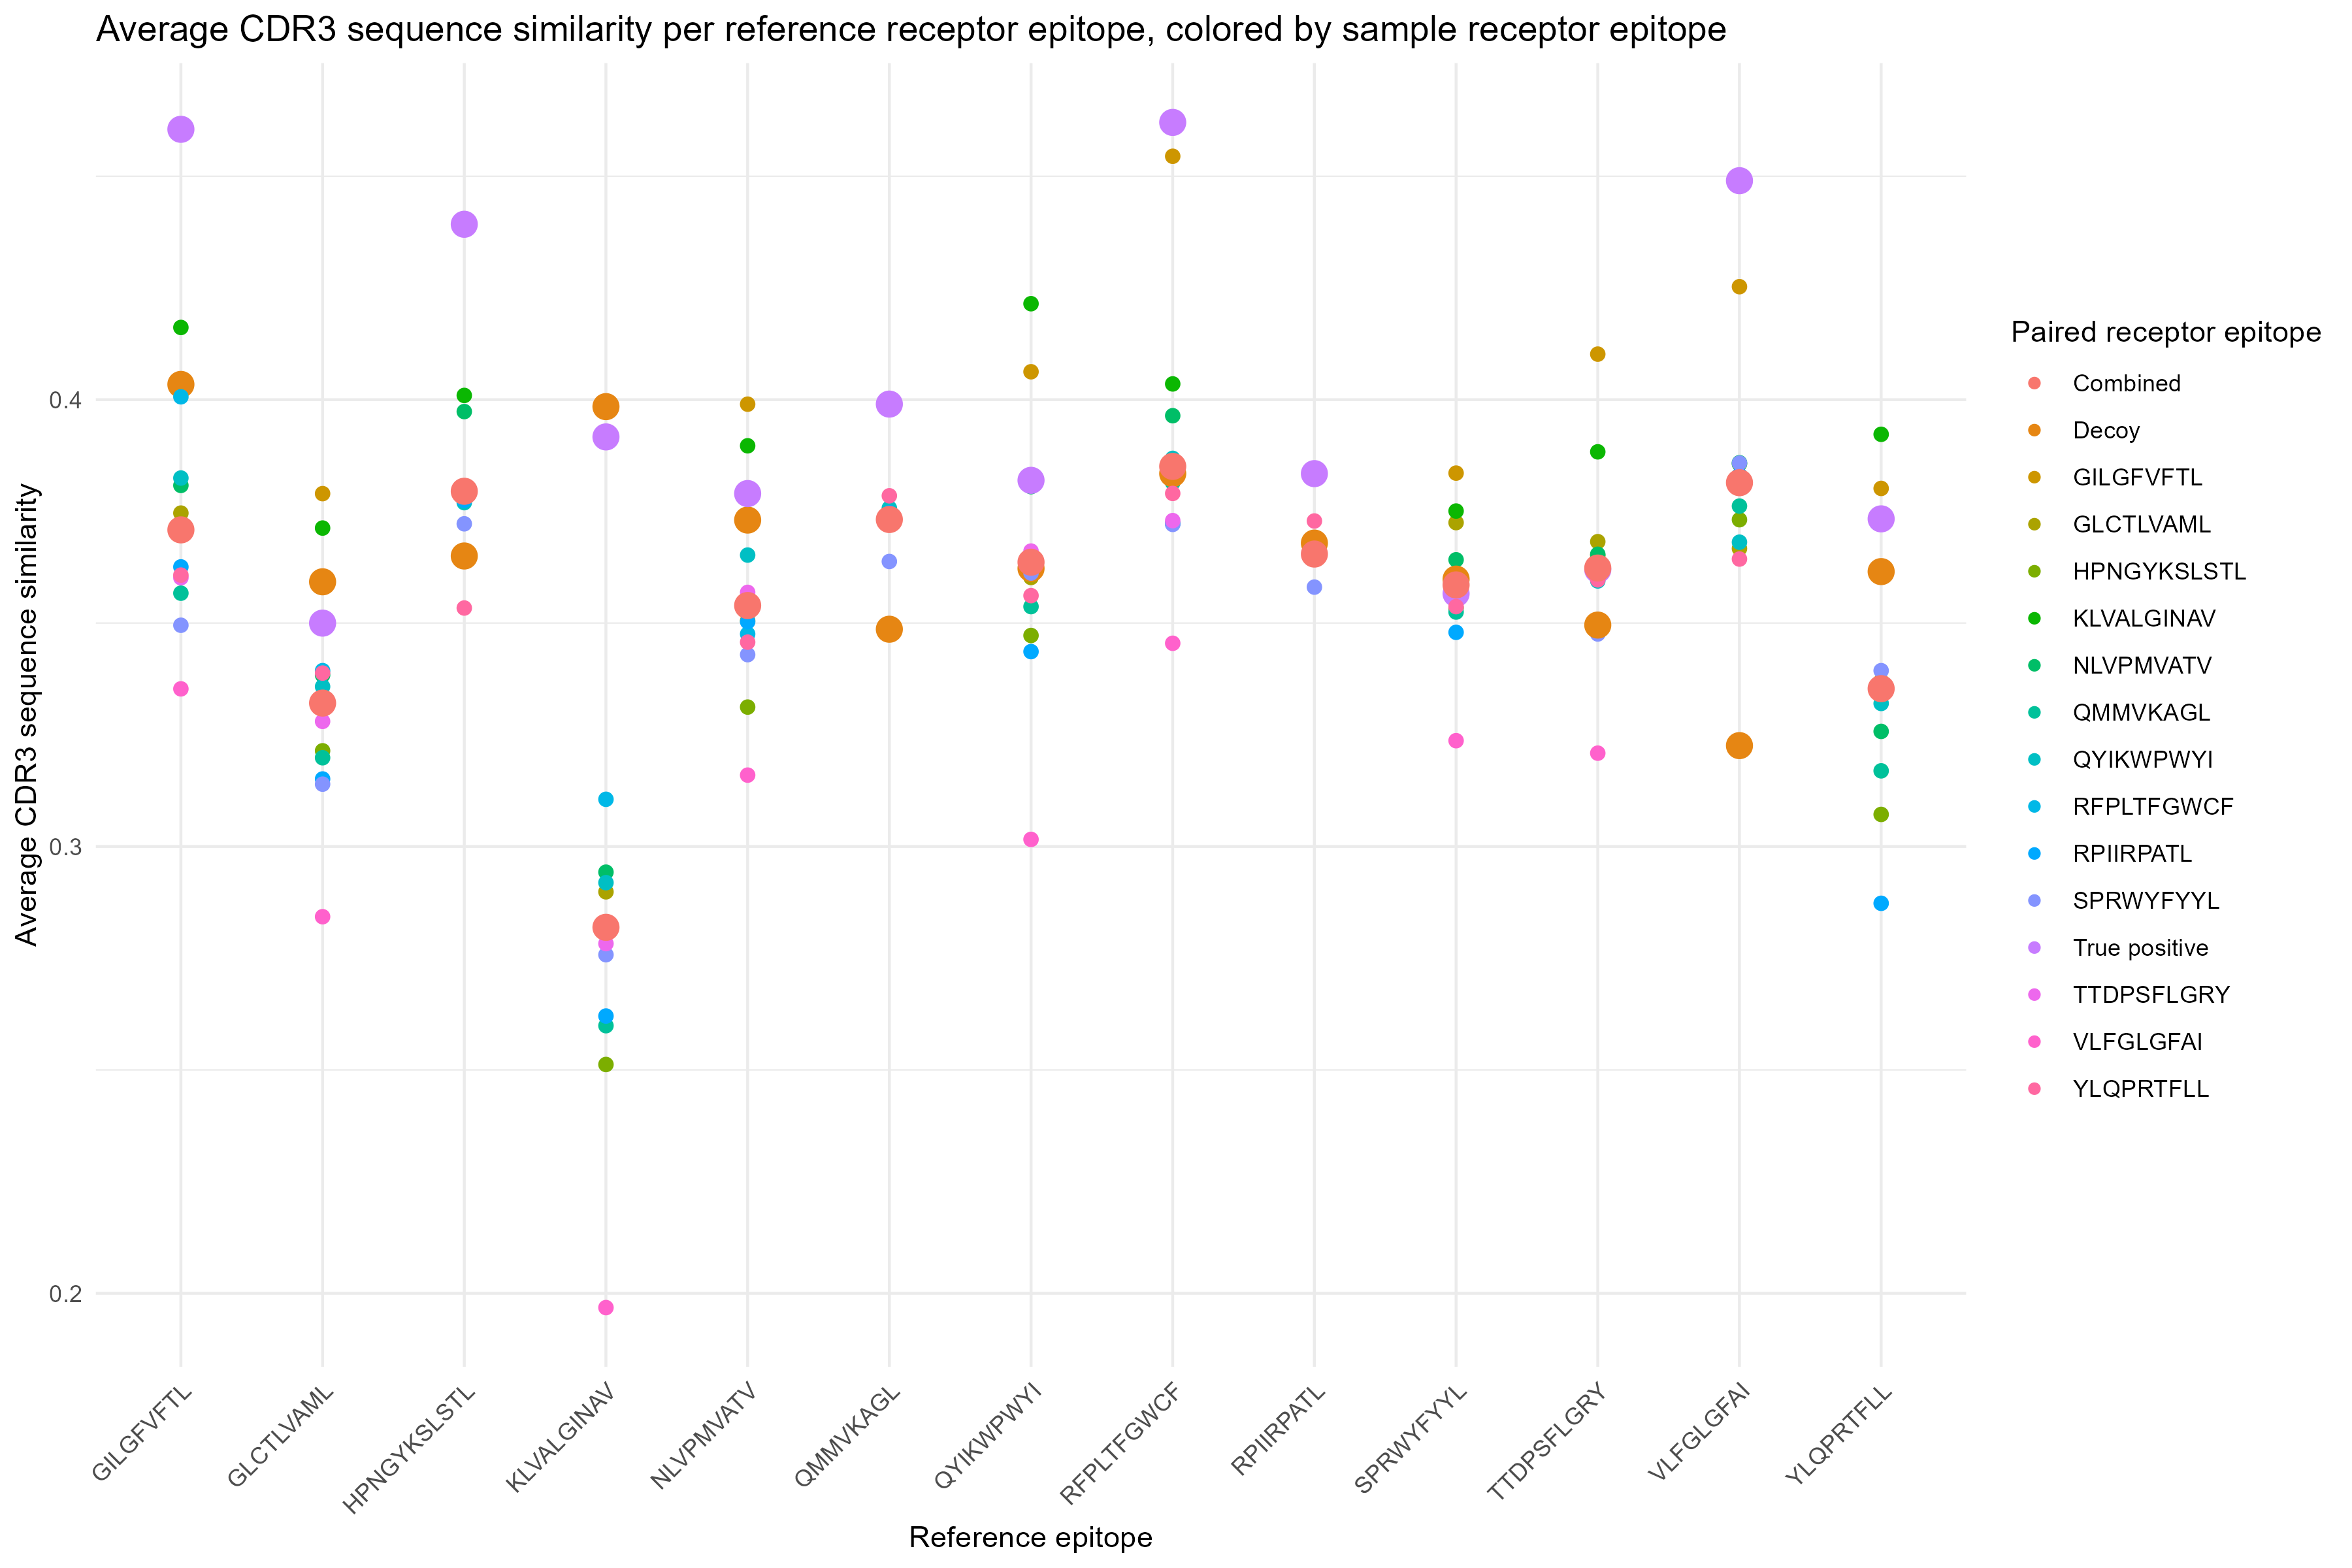 Average CDR3 sequence similarity per reference receptor epitope, colored by sample receptor epitope
Average CDR3 sequence similarity
0.4
0.3
0.2
GILGFVFTL
GLCTLVAML
HPNGYKSLSTL
KLVALGINAV
NLVPMVATV
QMMVKAGL
QYIKWPWYI
RFPLTFGWCF
RPIIRPATL
SPRWYFYYL
TTDPSFLGRY
VLFGLGFAI
YLQPRTFLL
Reference epitope
Paired receptor epitope
Combined
Decoy
GILGFVFTL
GLCTLVAML
HPNGYKSLSTL
KLVALGINAV
NLVPMVATV
QMMVKAGL
QYIKWPWYI
RFPLTFGWCF
RPIIRPATL
SPRWYFYYL
True positive
TTDPSFLGRY
VLFGLGFAI
YLQPRTFLL